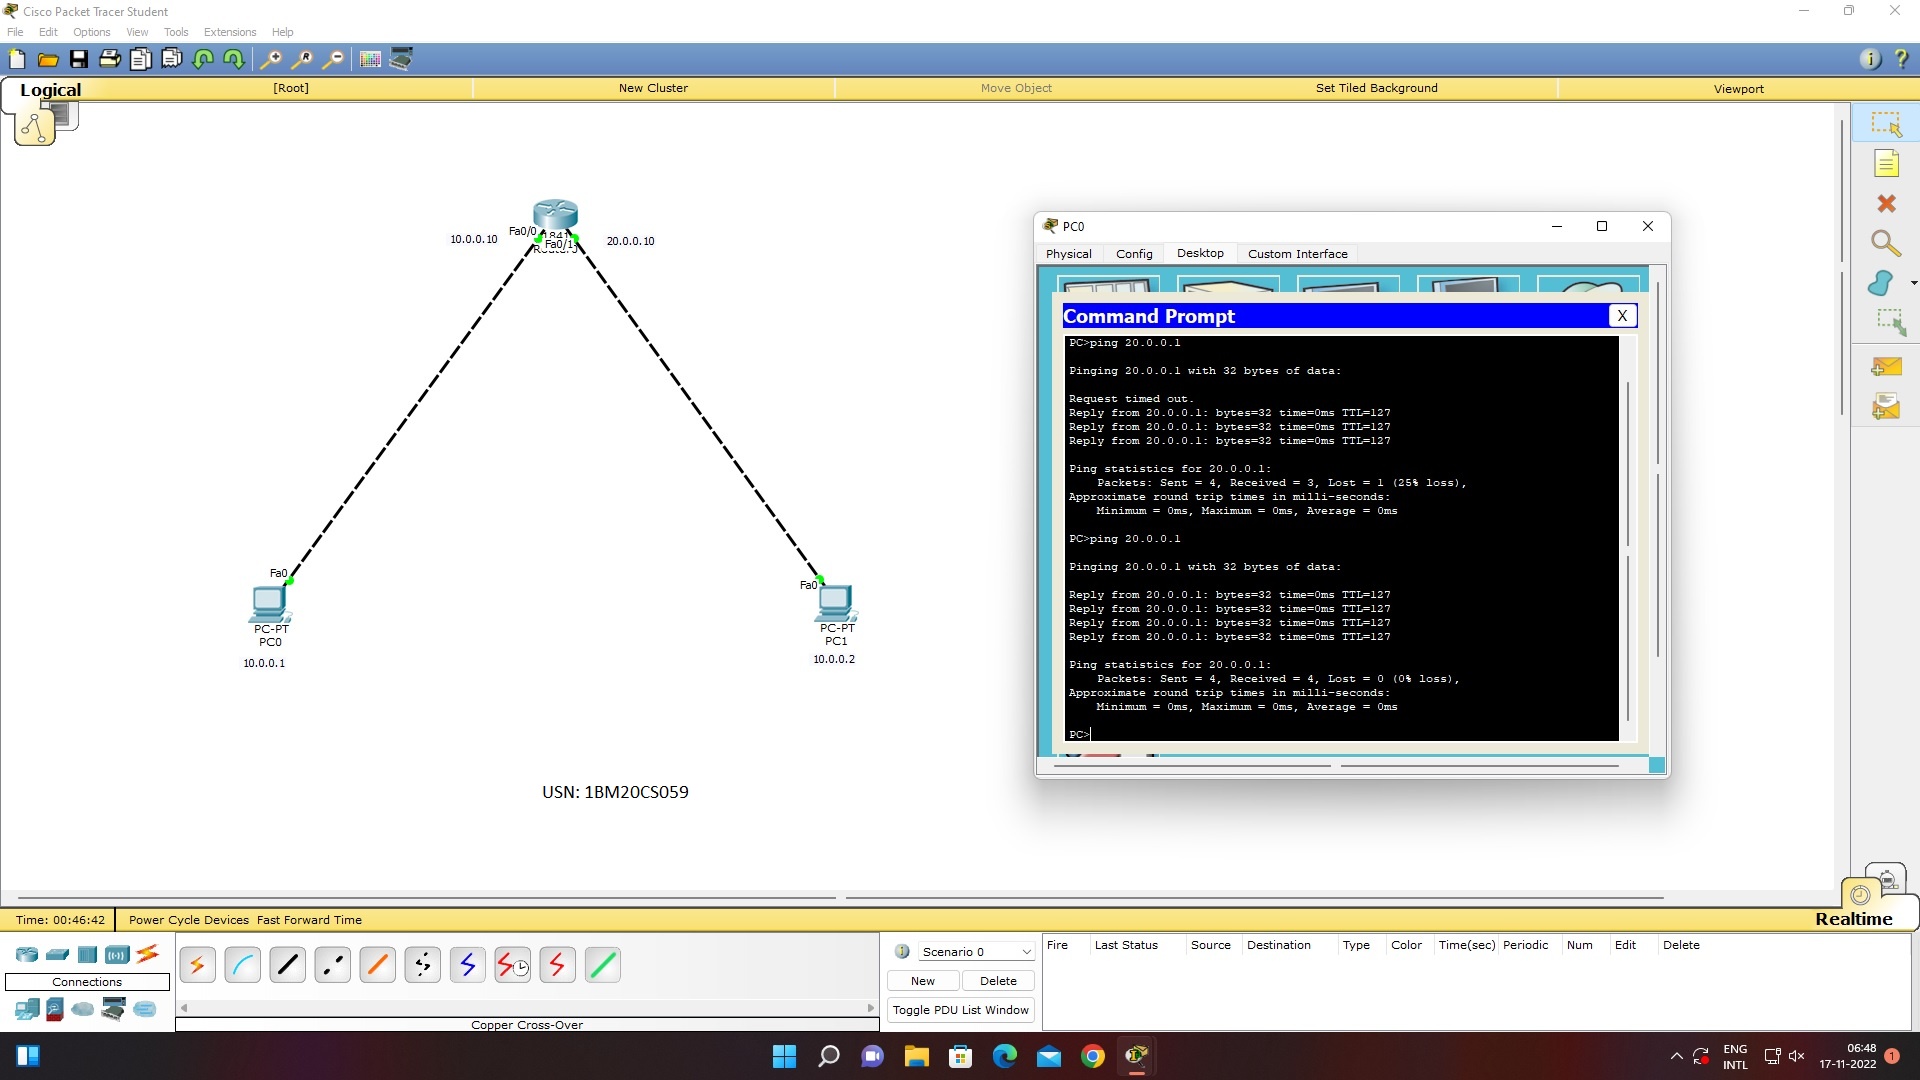 Cisco Packet Tracer Student
File Edit Options View Tools Extensions Help
Logical [Root] New Cluster Move Object Set Tiled Background Viewport
10.0.0.10 Fa0/0 1841 Fa0/1 20.0.0.10
Fa0
PC-PT
PC0
10.0.0.1
Fa0
PC-PT
PC1
10.0.0.2
USN: 1BM20CS059
PC0
Physical Config Desktop Custom Interface
Command Prompt X
PC>ping 20.0.0.1
Pinging 20.0.0.1 with 32 bytes of data:
Request timed out.
Reply from 20.0.0.1: bytes=32 time=0ms TTL=127
Reply from 20.0.0.1: bytes=32 time=0ms TTL=127
Reply from 20.0.0.1: bytes=32 time=0ms TTL=127
Ping statistics for 20.0.0.1:
Packets: Sent = 4, Received = 3, Lost = 1 (25% loss),
Approximate round trip times in milli-seconds:
Minimum = 0ms, Maximum = 0ms, Average = 0ms
PC>ping 20.0.0.1
Pinging 20.0.0.1 with 32 bytes of data:
Reply from 20.0.0.1: bytes=32 time=0ms TTL=127
Reply from 20.0.0.1: bytes=32 time=0ms TTL=127
Reply from 20.0.0.1: bytes=32 time=0ms TTL=127
Reply from 20.0.0.1: bytes=32 time=0ms TTL=127
Ping statistics for 20.0.0.1:
Packets: Sent = 4, Received = 4, Lost = 0 (0% loss),
Approximate round trip times in milli-seconds:
Minimum = 0ms, Maximum = 0ms, Average = 0ms
PC>
Time: 00:46:42 Power Cycle Devices Fast Forward Time Realtime
Connections
Copper Cross-Over
Scenario 0
New Delete
Toggle PDU List Window
Fire Last Status Source Destination Type Color Time(sec) Periodic Num Edit Delete
ENG
INTL
06:48
17-11-2022
1